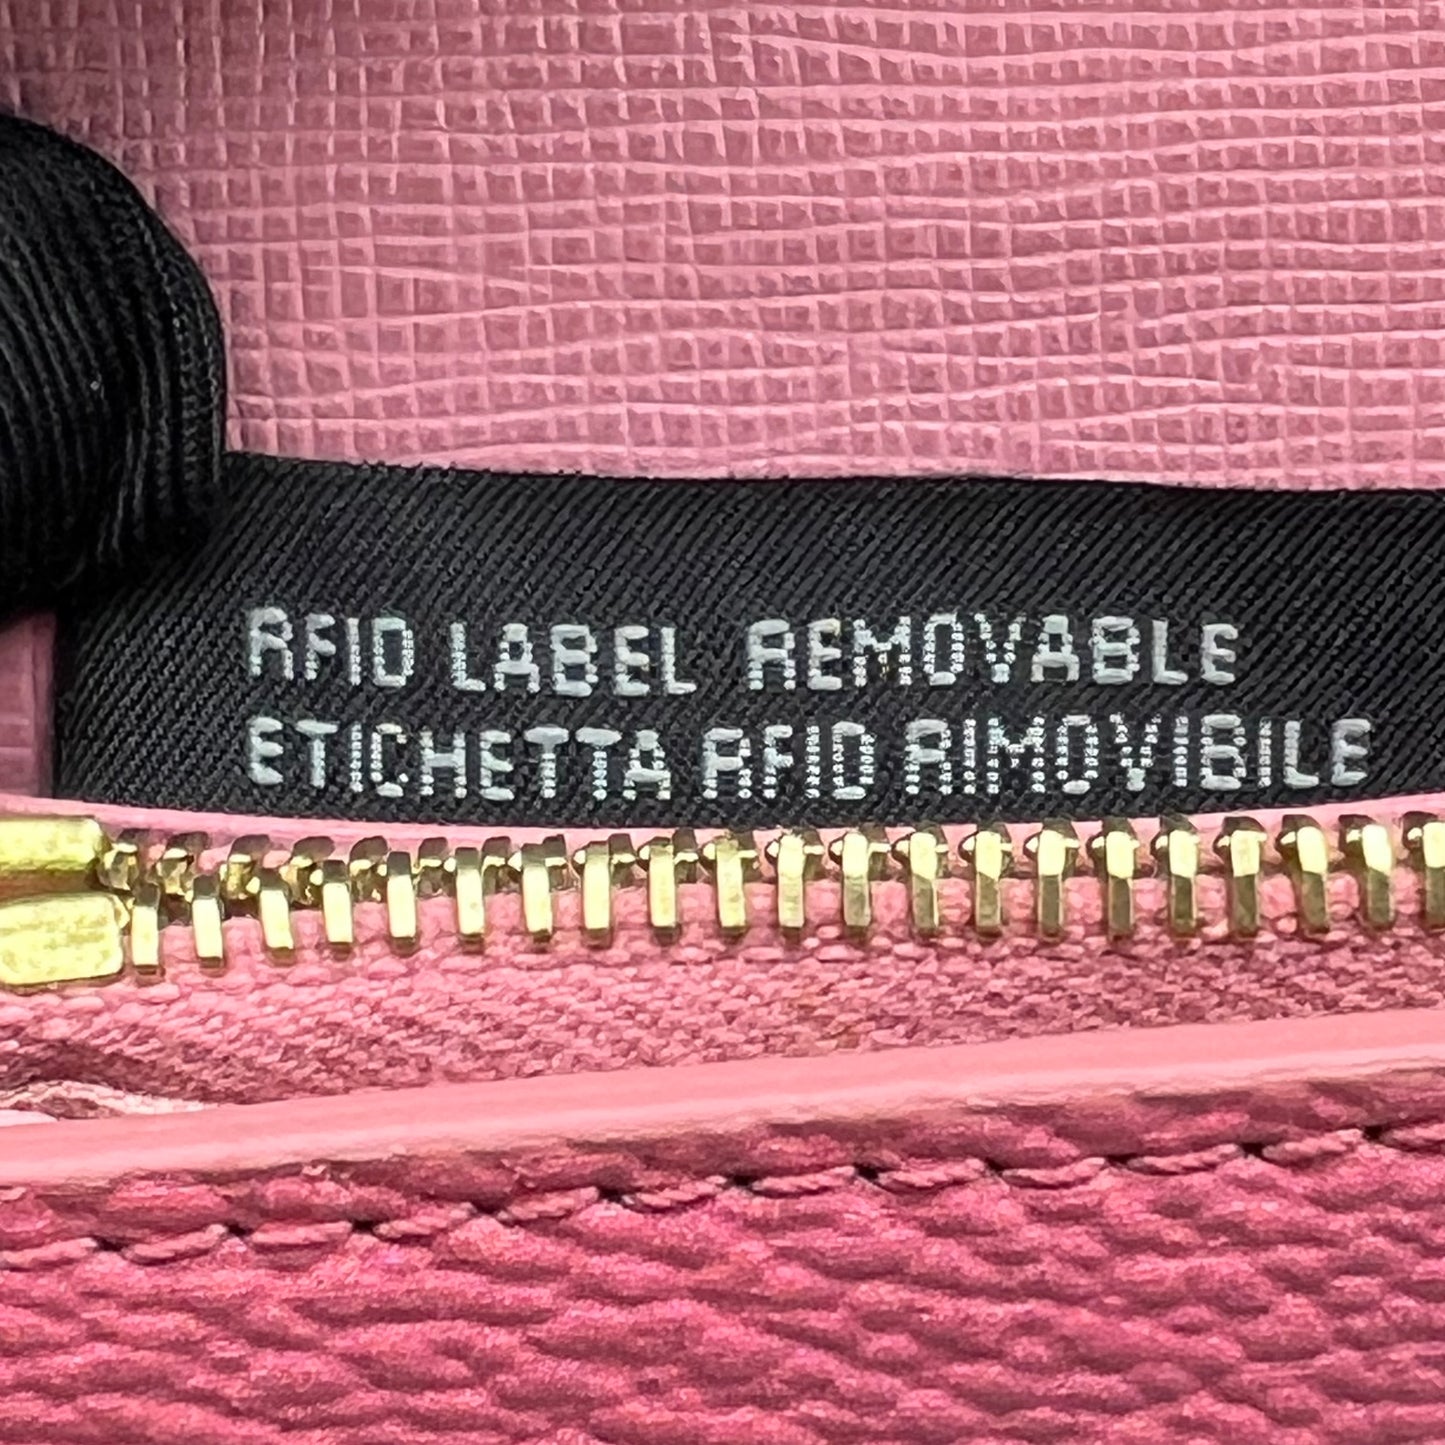 RFID LABEL REMOVABLE
ETICHETTA RFID RIMOVIBILE